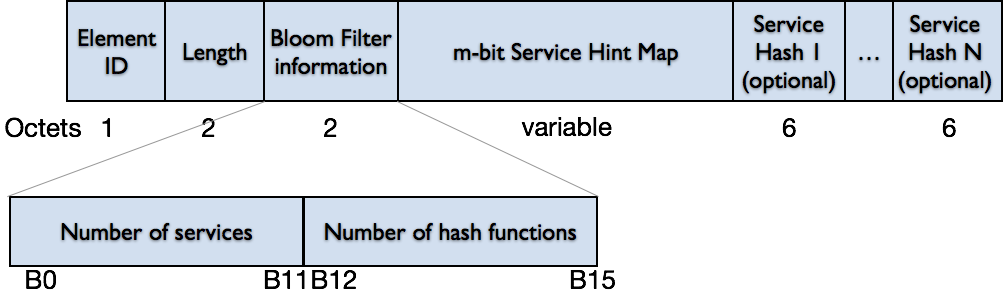 Element ID
Length
Bloom Filter information
m-bit Service Hint Map
Service Hash 1 (optional)
...
Service Hash N (optional)
Octets 1 2 2 variable 6 6
Number of services
Number of hash functions
B0 B11 B12 B15